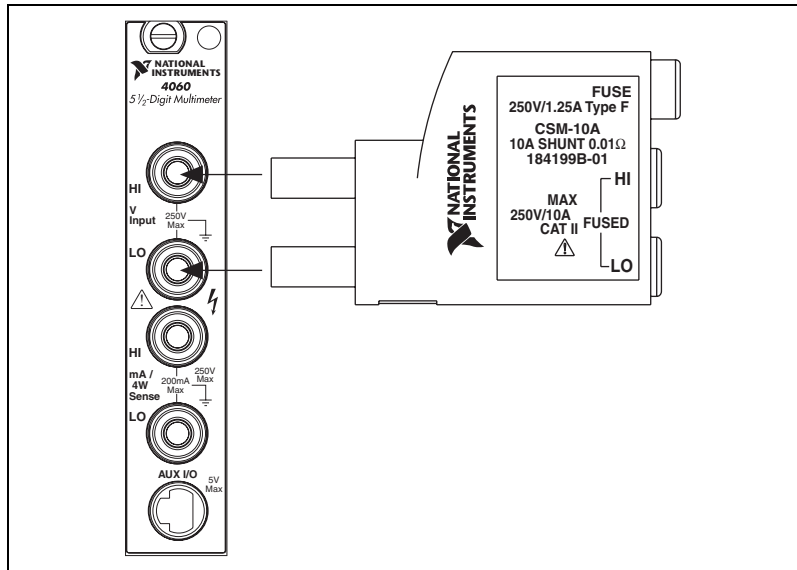 NATIONAL
INSTRUMENTS
4060
5 1/2-Digit Multimeter
HI
V
Input
250V
Max
LO
HI
mA /
4W
Sense
200mA
Max
250V
Max
LO
AUX I/O
5V
Max
NATIONAL
INSTRUMENTS
FUSE
250V/1.25A Type F
CSM-10A
10A SHUNT 0.01Ω
184199B-01
HI
MAX
250V/10A
CAT II
FUSED
LO